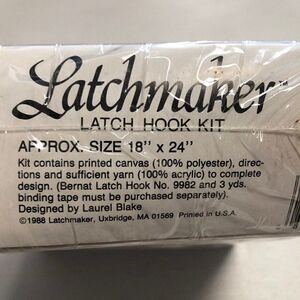 Latchmaker™
LATCH HOOK KIT
APPROX. SIZE 18" x 24"
Kit contains printed canvas (100% polyester), direc-
tions and sufficient yarn (100% acrylic) to complete
design. (Bernat Latch Hook No. 9982 and 3 yds.
binding tape must be purchased separately).
Designed by Laurel Blake
©1988 Latchmaker, Uxbridge, MA 01569 Printed in U.S.A.